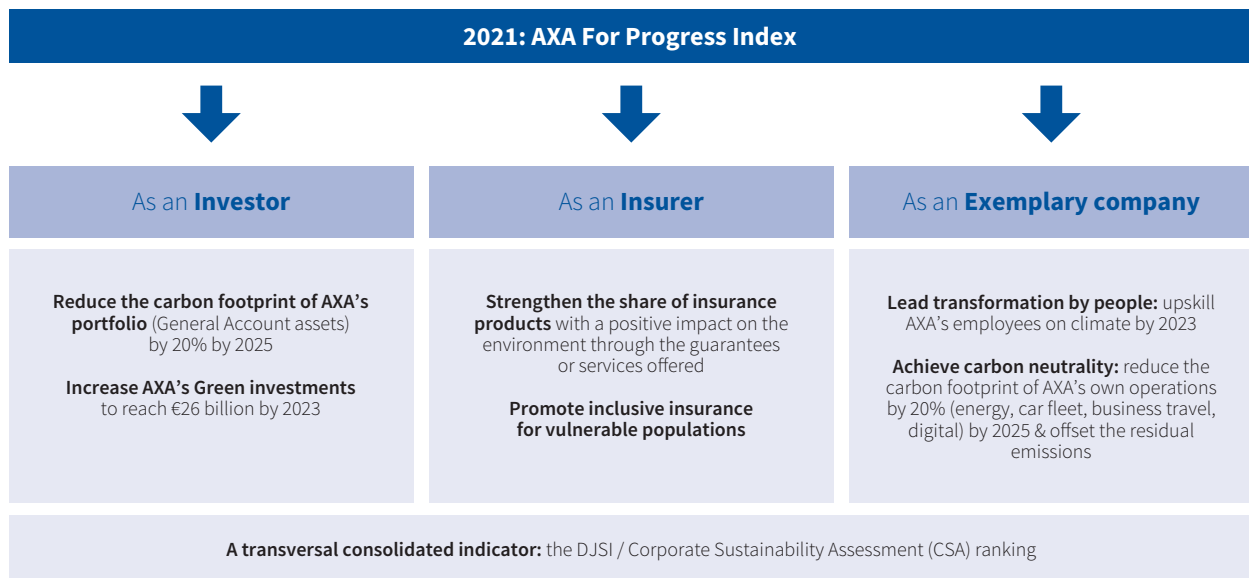 2021: AXA For Progress Index
As an Investor
Reduce the carbon footprint of AXA’s
portfolio (General Account assets)
by 20% by 2025
Increase AXA’s Green investments
to reach €26 billion by 2023
As an Insurer
Strengthen the share of insurance
products with a positive impact on the
environment through the guarantees
or services offered
Promote inclusive insurance
for vulnerable populations
As an Exemplary company
Lead transformation by people: upskill
AXA’s employees on climate by 2023
Achieve carbon neutrality: reduce the
carbon footprint of AXA’s own operations
by 20% (energy, car fleet, business travel,
digital) by 2025 & offset the residual
emissions
A transversal consolidated indicator: the DJSI / Corporate Sustainability Assessment (CSA) ranking